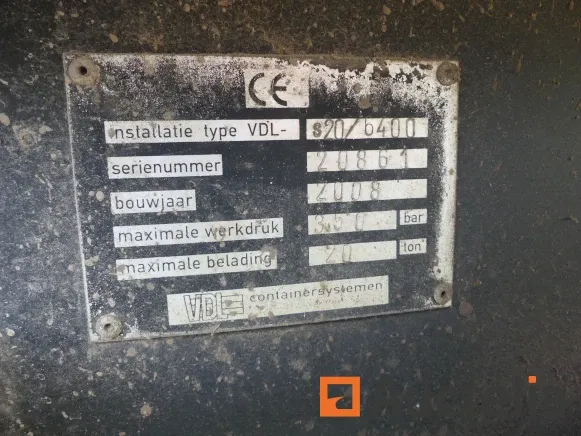 CE
installatie type VDL- S20/6400
serienummer 20861
bouwjaar 2008
maximale werkdruk 350 bar
maximale belading 20 ton
VDL containersystemen